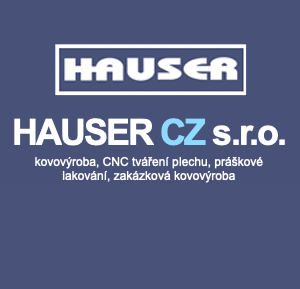 HAUSER
HAUSER CZ s.r.o.
kovovýroba, CNC tváření plechu, práškové
lakování, zakázková kovovýroba